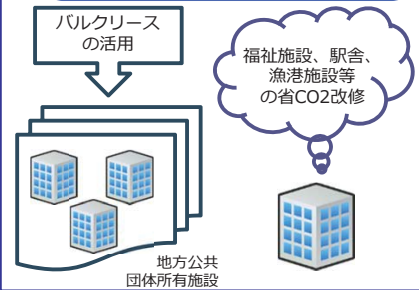 バルクリース
の活用
福祉施設、駅舎、
漁港施設等
の省CO2改修
地方公共
団体所有施設